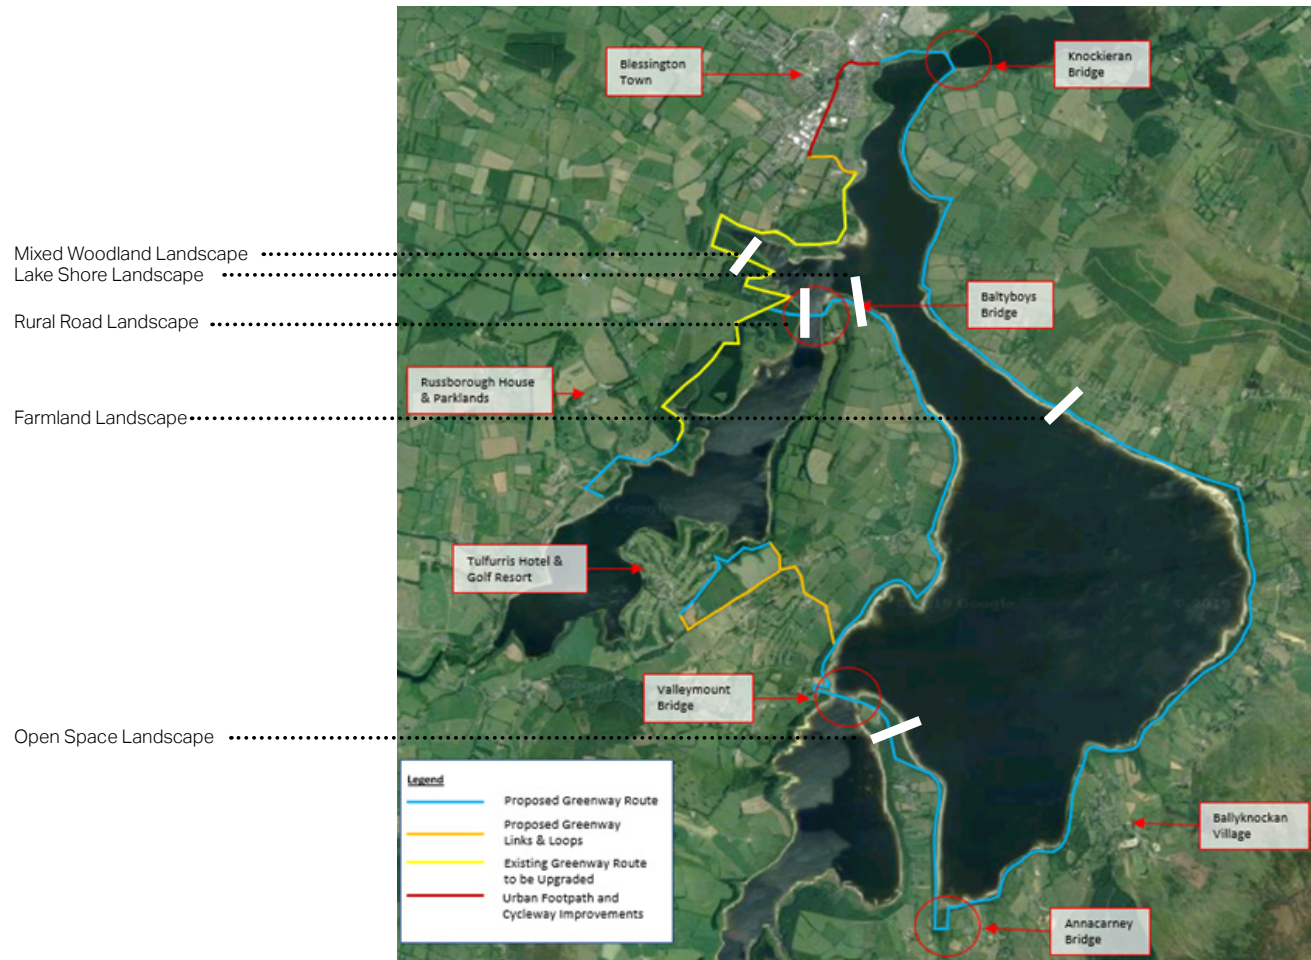 Blessington
Town
Knockieran
Bridge
Mixed Woodland Landscape
Lake Shore Landscape
Baltyboys
Bridge
Rural Road Landscape
Russborough House
& Parklands
Farmland Landscape
Tulfurris Hotel &
Golf Resort
Valleymount
Bridge
Open Space Landscape
Legend
Proposed Greenway Route
Proposed Greenway
Links & Loops
Existing Greenway Route
to be Upgraded
Urban Footpath and
Cycleway Improvements
Ballyknockan
Village
Annacarney
Bridge